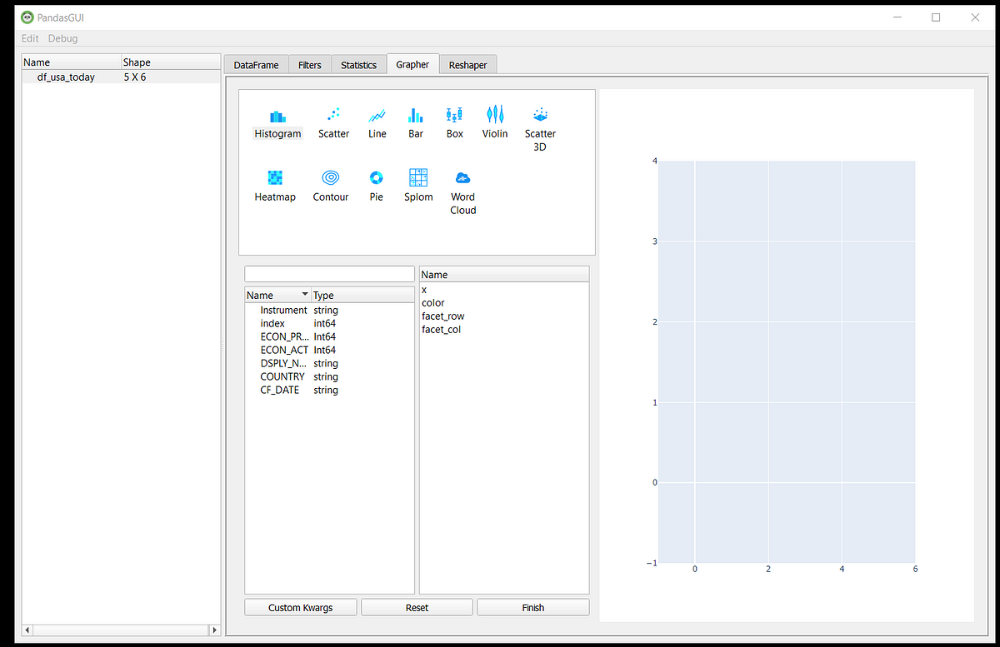 PandasGUI
Edit Debug
Name Shape
df_usa_today 5 X 6
DataFrame Filters Statistics Grapher Reshaper
Histogram Scatter Line Bar Box Violin Scatter 3D
Heatmap Contour Pie Splom Word Cloud
Name Type
Instrument string
index int64
ECON_PR... Int64
ECON_ACT Int64
DSPLY_N... string
COUNTRY string
CF_DATE string
Name
x
color
facet_row
facet_col
Custom Kwargs Reset Finish
4
3
2
1
0
−1
0 2 4 6